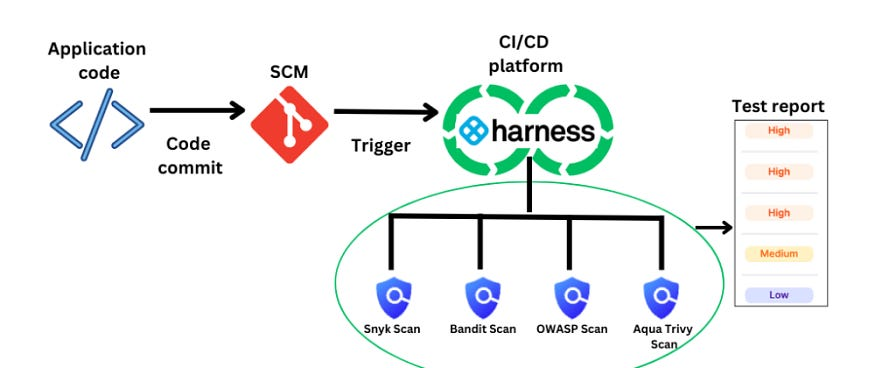 Application
code
SCM
CI/CD
platform
Code
commit
Trigger
harness
Test report
High
High
High
Medium
Low
Snyk Scan
Bandit Scan
OWASP Scan
Aqua Trivy
Scan